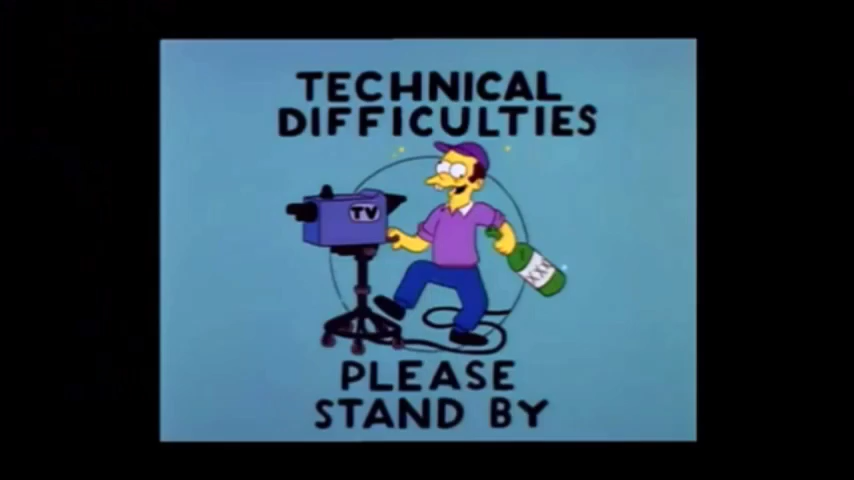 TECHNICAL
DIFFICULTIES
TV
XXX
PLEASE
STAND BY